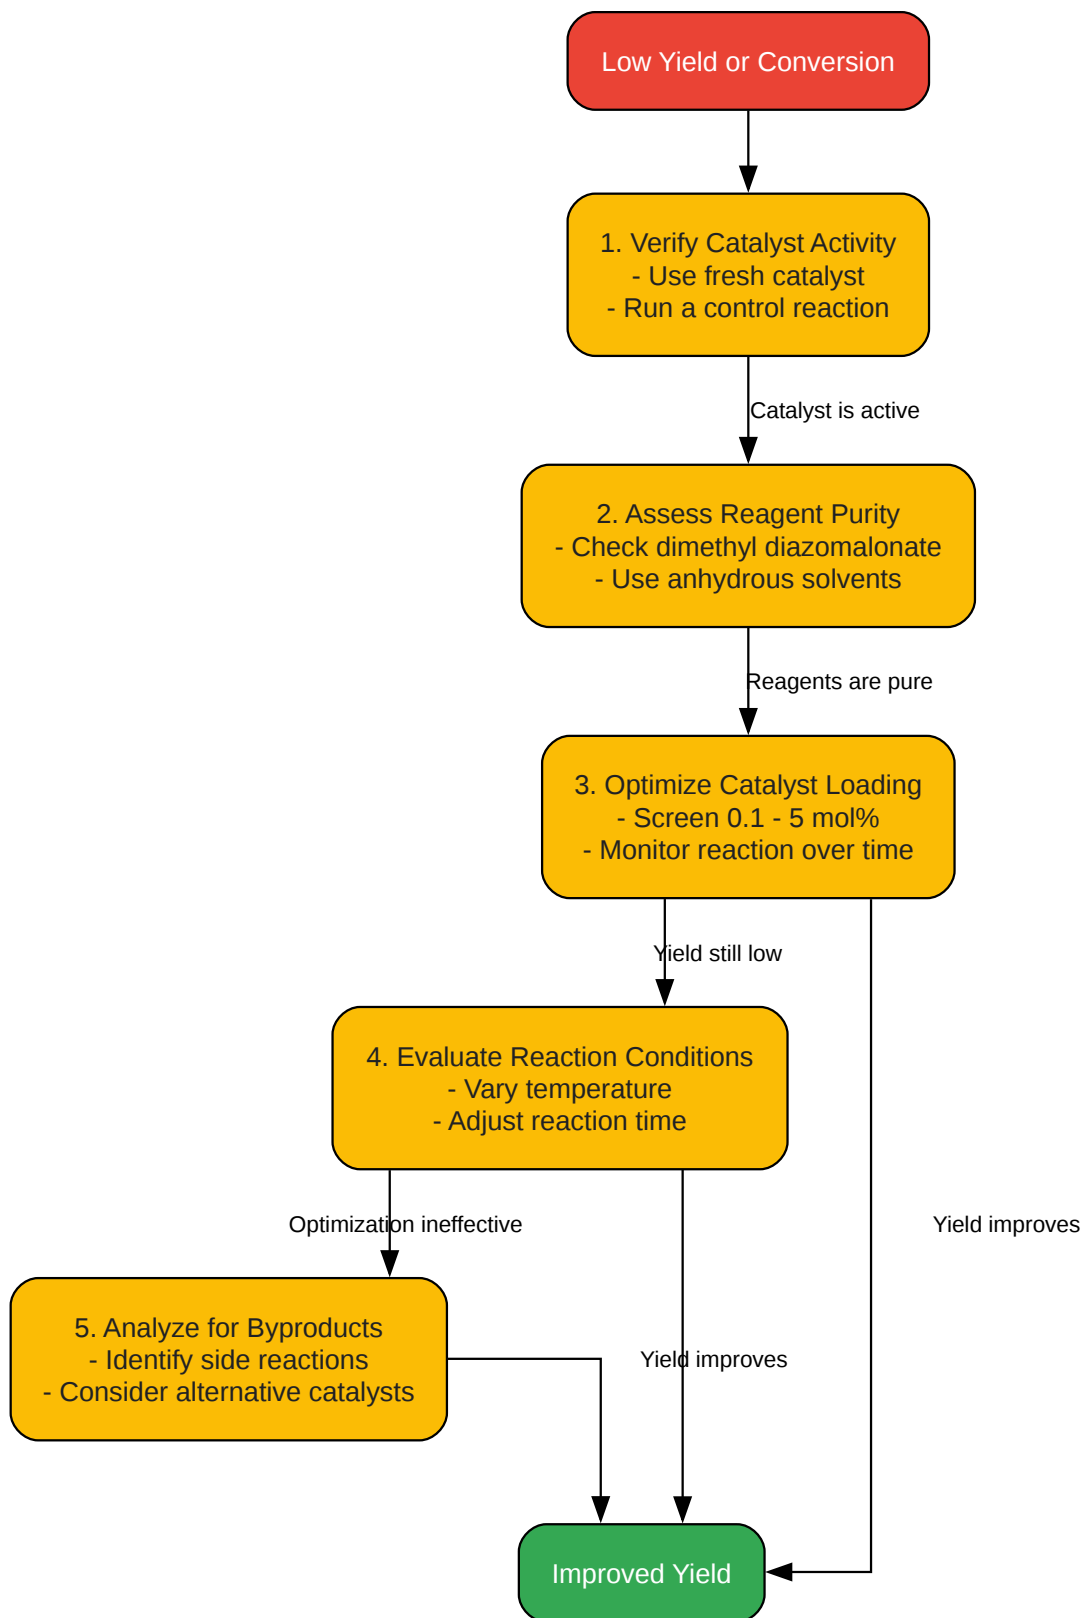 Low Yield or Conversion
1. Verify Catalyst Activity
- Use fresh catalyst
- Run a control reaction
Catalyst is active
2. Assess Reagent Purity
- Check dimethyl diazomalonate
- Use anhydrous solvents
Reagents are pure
3. Optimize Catalyst Loading
- Screen 0.1 - 5 mol%
- Monitor reaction over time
Yield still low
4. Evaluate Reaction Conditions
- Vary temperature
- Adjust reaction time
Optimization ineffective
Yield improves
5. Analyze for Byproducts
- Identify side reactions
- Consider alternative catalysts
Yield improves
Improved Yield